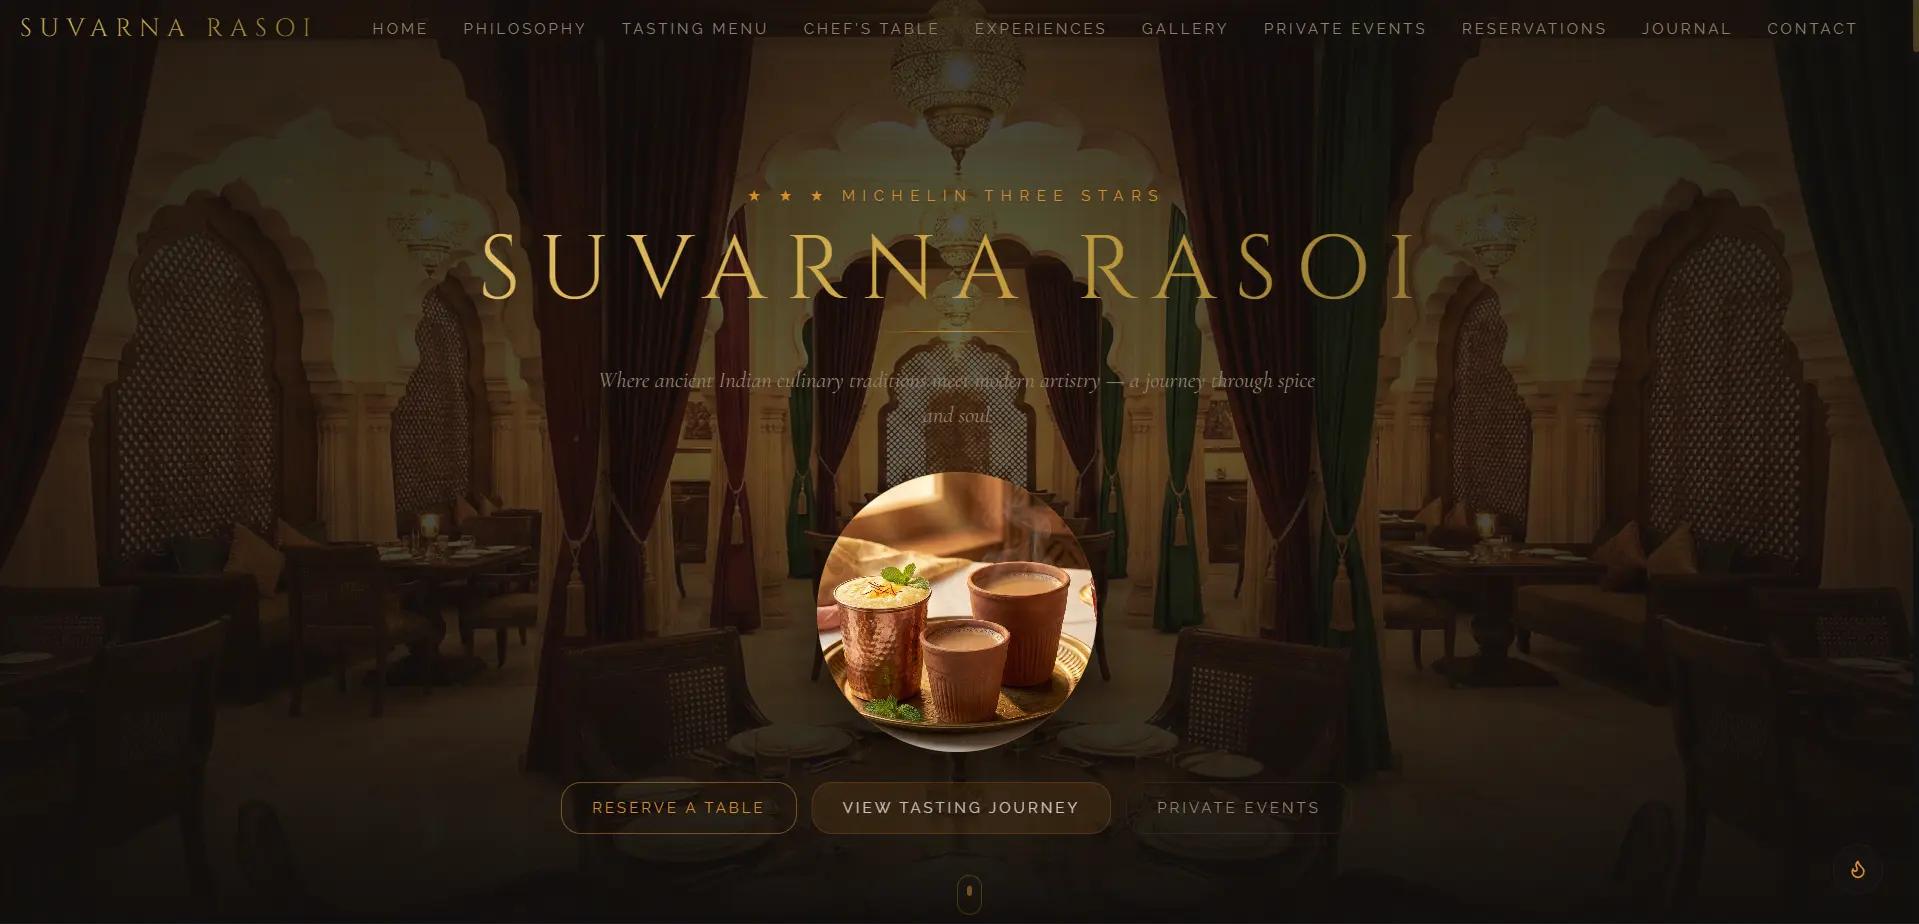 SUVARNA RASOI HOME PHILOSOPHY TASTING MENU CHEF'S TABLE EXPERIENCES GALLERY PRIVATE EVENTS RESERVATIONS JOURNAL CONTACT
★ ★ ★ MICHELIN THREE STARS
SUVARNA RASOI
Where ancient Indian culinary traditions meet modern artistry — a journey through spice
and soul.
RESERVE A TABLE VIEW TASTING JOURNEY PRIVATE EVENTS